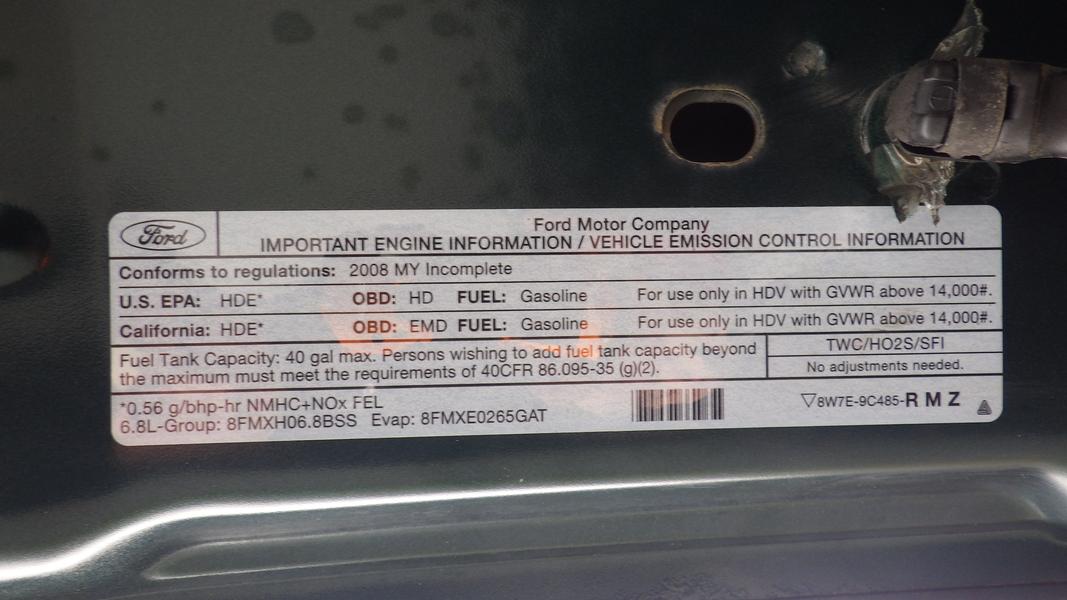 Ford
Ford Motor Company
IMPORTANT ENGINE INFORMATION / VEHICLE EMISSION CONTROL INFORMATION
Conforms to regulations: 2008 MY Incomplete
U.S. EPA: HDE* OBD: HD FUEL: Gasoline For use only in HDV with GVWR above 14,000#.
California: HDE* OBD: EMD FUEL: Gasoline For use only in HDV with GVWR above 14,000#.
Fuel Tank Capacity: 40 gal max. Persons wishing to add fuel tank capacity beyond
the maximum must meet the requirements of 40CFR 86.095-35 (g)(2).
TWC/HO2S/SFI
No adjustments needed.
*0.56 g/bhp-hr NMHC+NOx FEL
6.8L-Group: 8FMXH06.8BSS Evap: 8FMXE0265GAT
▽8W7E-9C485-R M Z